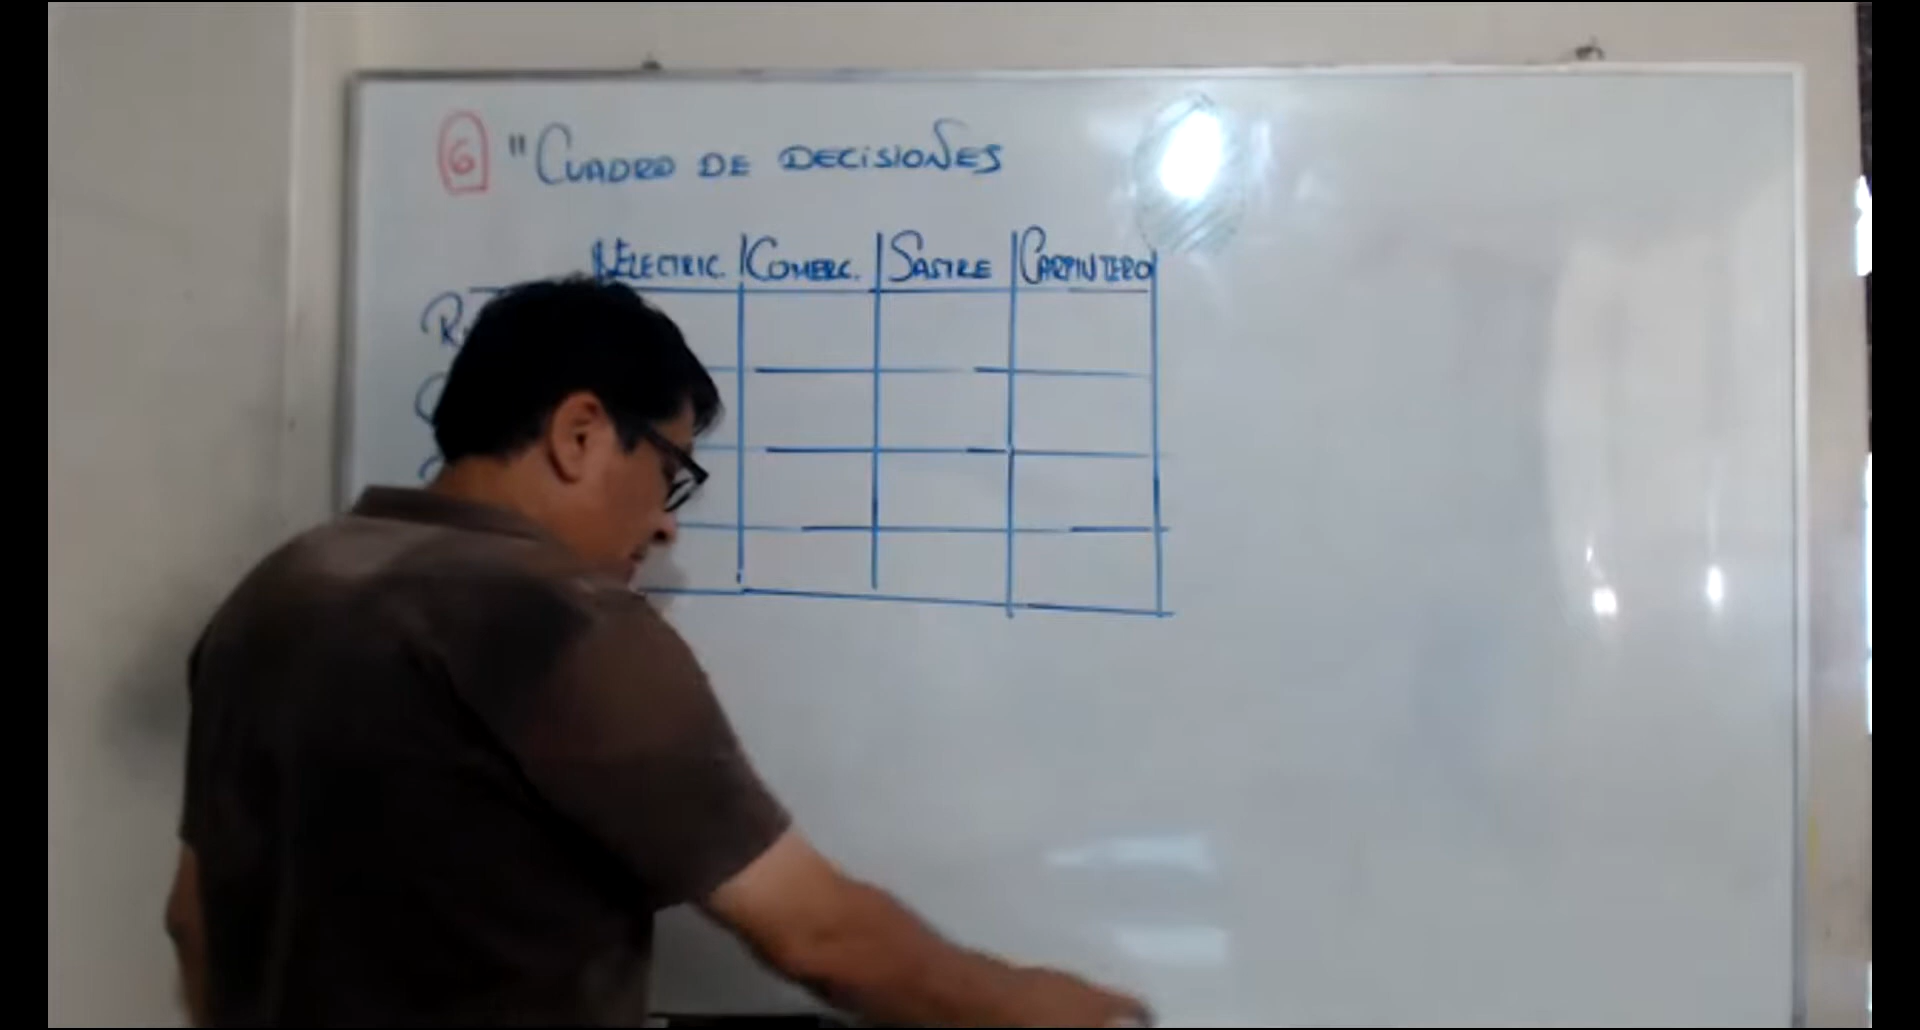 6 "CUADRO DE DECISIONES
ELECTRIC. COMERC. SASTRE CARPINTERO